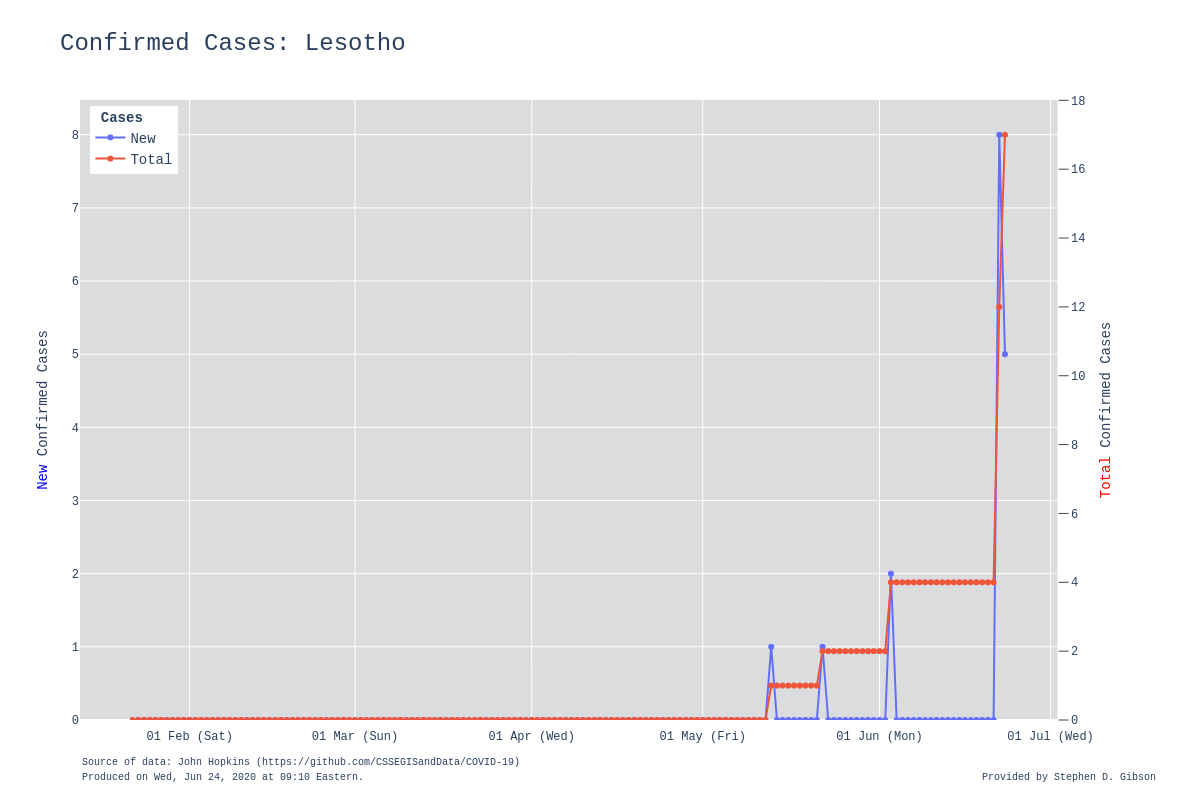 Confirmed Cases: Lesotho
Cases
New
Total
8
7
6
5
4
3
2
1
0
New Confirmed Cases
18
16
14
12
10
8
6
4
2
0
Total Confirmed Cases
01 Feb (Sat) 01 Mar (Sun) 01 Apr (Wed) 01 May (Fri) 01 Jun (Mon) 01 Jul (Wed)
Source of data: John Hopkins (https://github.com/CSSEGISandData/COVID-19)
Produced on Wed, Jun 24, 2020 at 09:10 Eastern.
Provided by Stephen D. Gibson